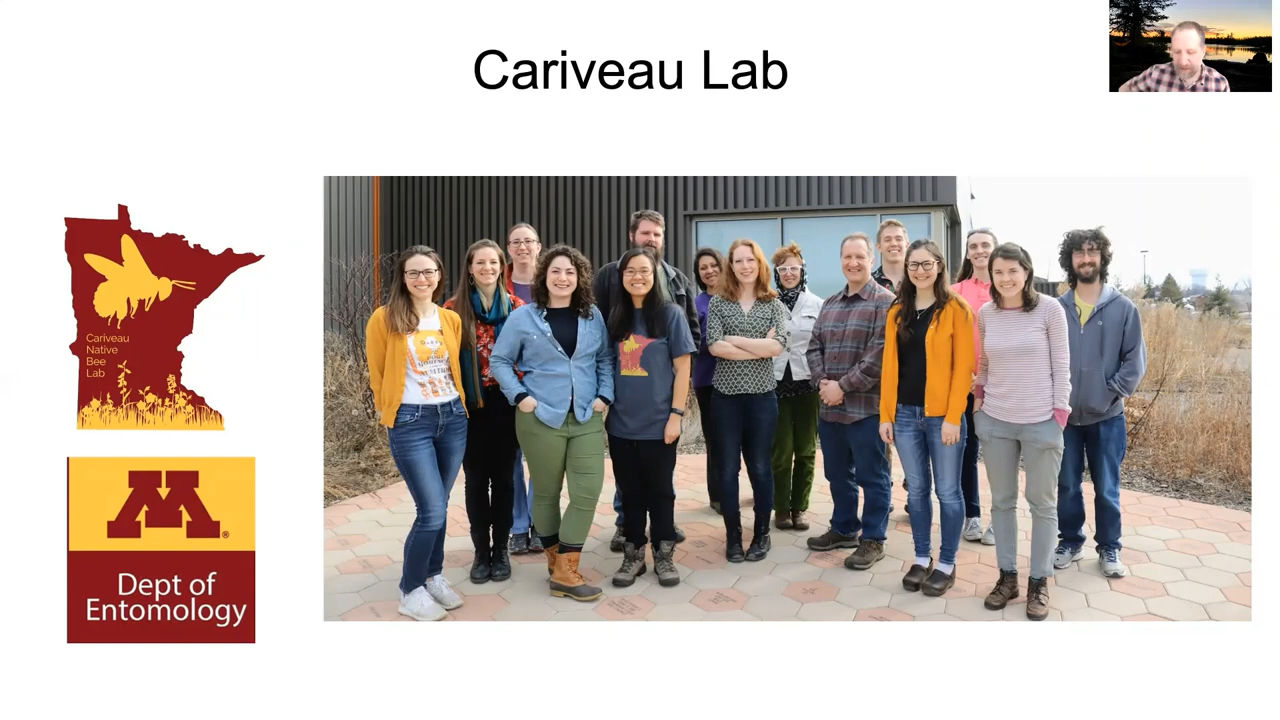 Cariveau Lab
Cariveau
Native
Bee
Lab
M
Dept of
Entomology